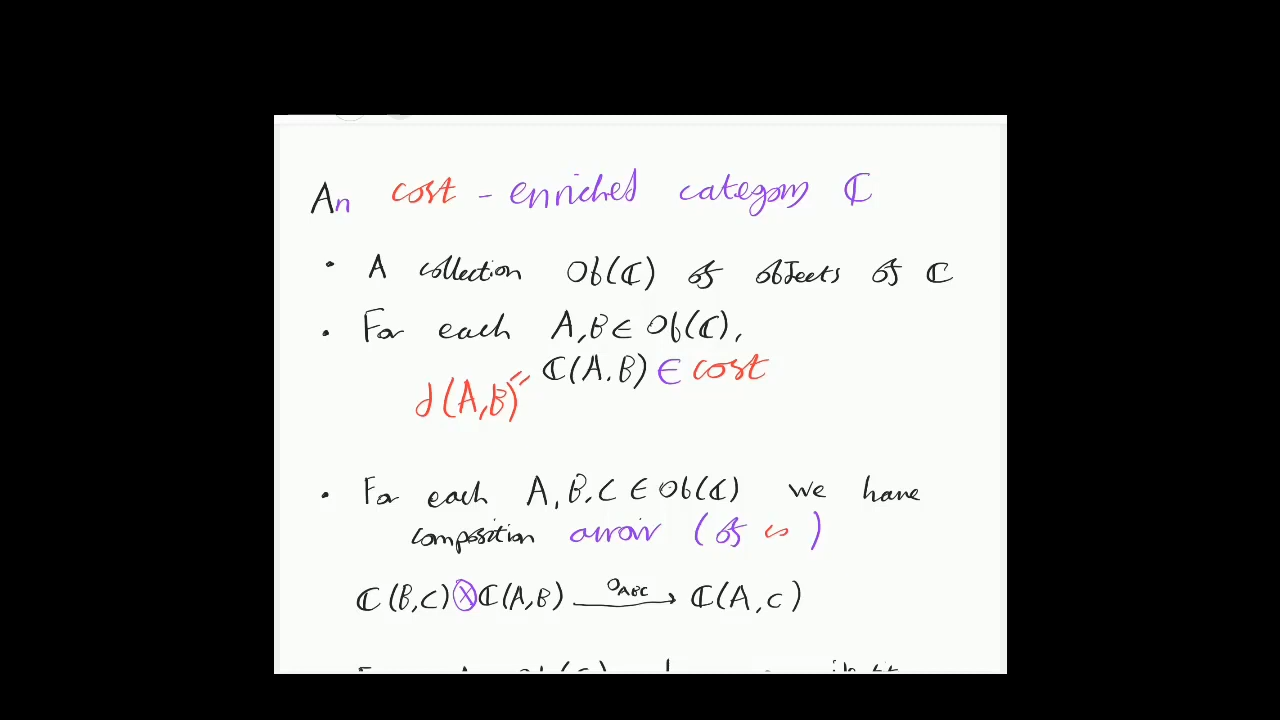 An cost - enriched category ℂ
• A collection Ob(ℂ) of objects of ℂ
• For each A,B ∈ Ob(ℂ),
ℂ(A,B) ∈ cost
d(A,B) =
• For each A, B, C ∈ Ob(ℂ) we have
composition arrow (of co )
ℂ(B,C) ⊗ ℂ(A,B) ∘ABC → ℂ(A,C)